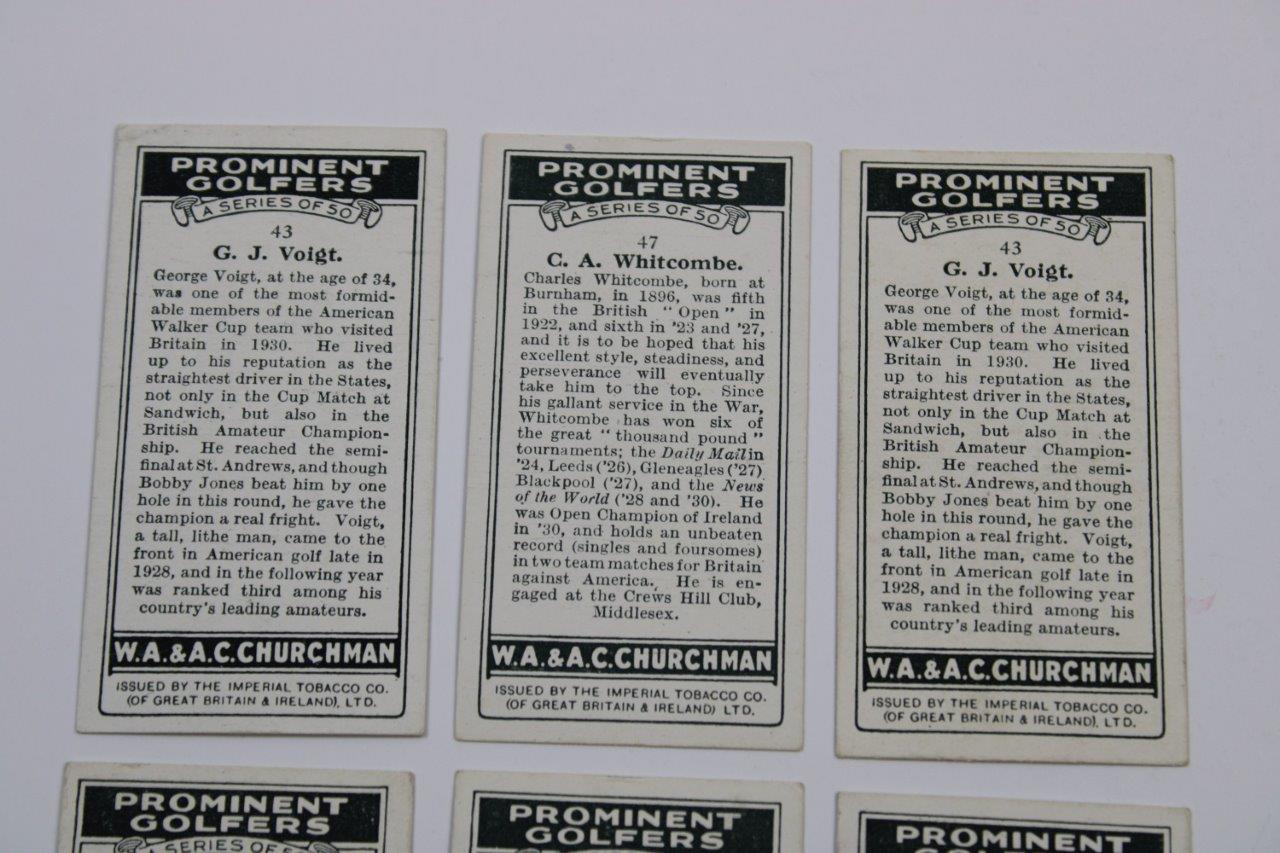 PROMINENT
GOLFERS
A SERIES OF 50
43
G. J. Voigt.
George Voigt, at the age of 34,
was one of the most formid-
able members of the American
Walker Cup team who visited
Britain in 1930. He lived
up to his reputation as the
straightest driver in the States,
not only in the Cup Match at
Sandwich, but also in the
British Amateur Champion-
ship. He reached the semi-
final at St. Andrews, and though
Bobby Jones beat him by one
hole in this round, he gave the
champion a real fright. Voigt,
a tall, lithe man, came to the
front in American golf late in
1928, and in the following year
was ranked third among his
country's leading amateurs.
W.A. & A.C. CHURCHMAN
ISSUED BY THE IMPERIAL TOBACCO CO.
(OF GREAT BRITAIN & IRELAND), LTD.
PROMINENT
GOLFERS
A SERIES OF 50
47
C. A. Whitcombe.
Charles Whitcombe, born at
Burnham, in 1896, was fifth
in the British "Open" in
1922, and sixth in '23 and '27,
and it is to be hoped that his
excellent style, steadiness, and
perseverance will eventually
take him to the top. Since
his gallant service in the War,
Whitcombe has won six of
the great "thousand pound"
tournaments; the Daily Mail in
'24, Leeds ('26), Gleneagles ('27)
Blackpool ('27), and the News
of the World ('28 and '30). He
was Open Champion of Ireland
in '30, and holds an unbeaten
record (singles and foursomes)
in two team matches for Britain
against America. He is en-
gaged at the Crews Hill Club,
Middlesex.
W.A. & A.C. CHURCHMAN
ISSUED BY THE IMPERIAL TOBACCO CO.
(OF GREAT BRITAIN & IRELAND) LTD.
PROMINENT
GOLFERS
A SERIES OF 50
43
G. J. Voigt.
George Voigt, at the age of 34,
was one of the most formid-
able members of the American
Walker Cup team who visited
Britain in 1930. He lived
up to his reputation as the
straightest driver in the States,
not only in the Cup Match at
Sandwich, but also in the
British Amateur Champion-
ship. He reached the semi-
final at St. Andrews, and though
Bobby Jones beat him by one
hole in this round, he gave the
champion a real fright. Voigt,
a tall, lithe man, came to the
front in American golf late in
1928, and in the following year
was ranked third among his
country's leading amateurs.
W.A. & A.C. CHURCHMAN
ISSUED BY THE IMPERIAL TOBACCO CO.
(OF GREAT BRITAIN & IRELAND), LTD.
PROMINENT
GOLFERS
A SERIES OF 50
PROMINENT
GOLFERS
PROMINENT
GOLFERS